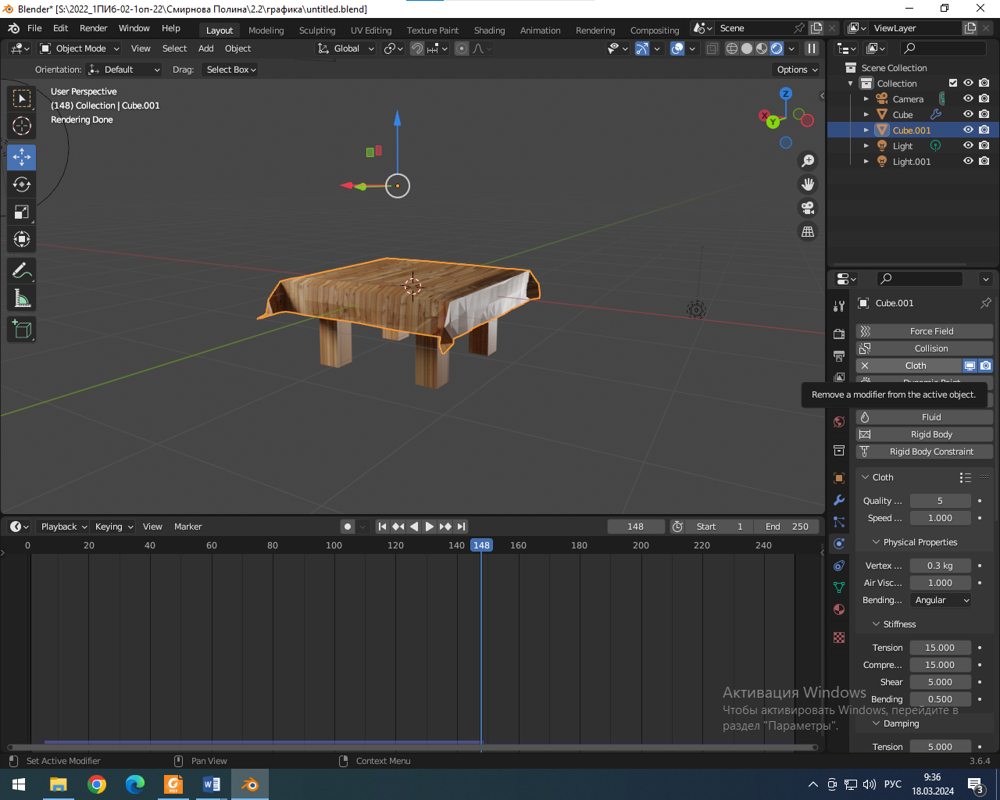 Blender* [S:\2022_1ПИб-02-1оп-22\Смирнова Полина\2.2\графика\untitled.blend]
File Edit Render Window Help Layout Modeling Sculpting UV Editing Texture Paint Shading Animation Rendering Compositing Scene ViewLayer
Object Mode View Select Add Object Global
Orientation: Default Drag: Select Box Options
User Perspective
(148) Collection | Cube.001
Rendering Done
Z
X
Y
Scene Collection
Collection
Camera
Cube
Cube.001
Light
Light.001
Cube.001
Force Field
Collision
Cloth
Remove a modifier from the active object.
Fluid
Rigid Body
Rigid Body Constraint
Cloth
Quality ... 5
Speed ... 1.000
Physical Properties
Vertex ... 0.3 kg
Air Visc... 1.000
Bending... Angular
Stiffness
Tension 15.000
Compre... 15.000
Shear 5.000
Bending 0.500
Damping
Tension 5.000
Playback Keying View Marker 148 Start 1 End 250
0 20 40 60 80 100 120 140 148 160 180 200 220 240
Активация Windows
Чтобы активировать Windows, перейдите в
раздел "Параметры".
Set Active Modifier Pan View Context Menu 3.6.4
PDF
РУС
9:36
18.03.2024
3